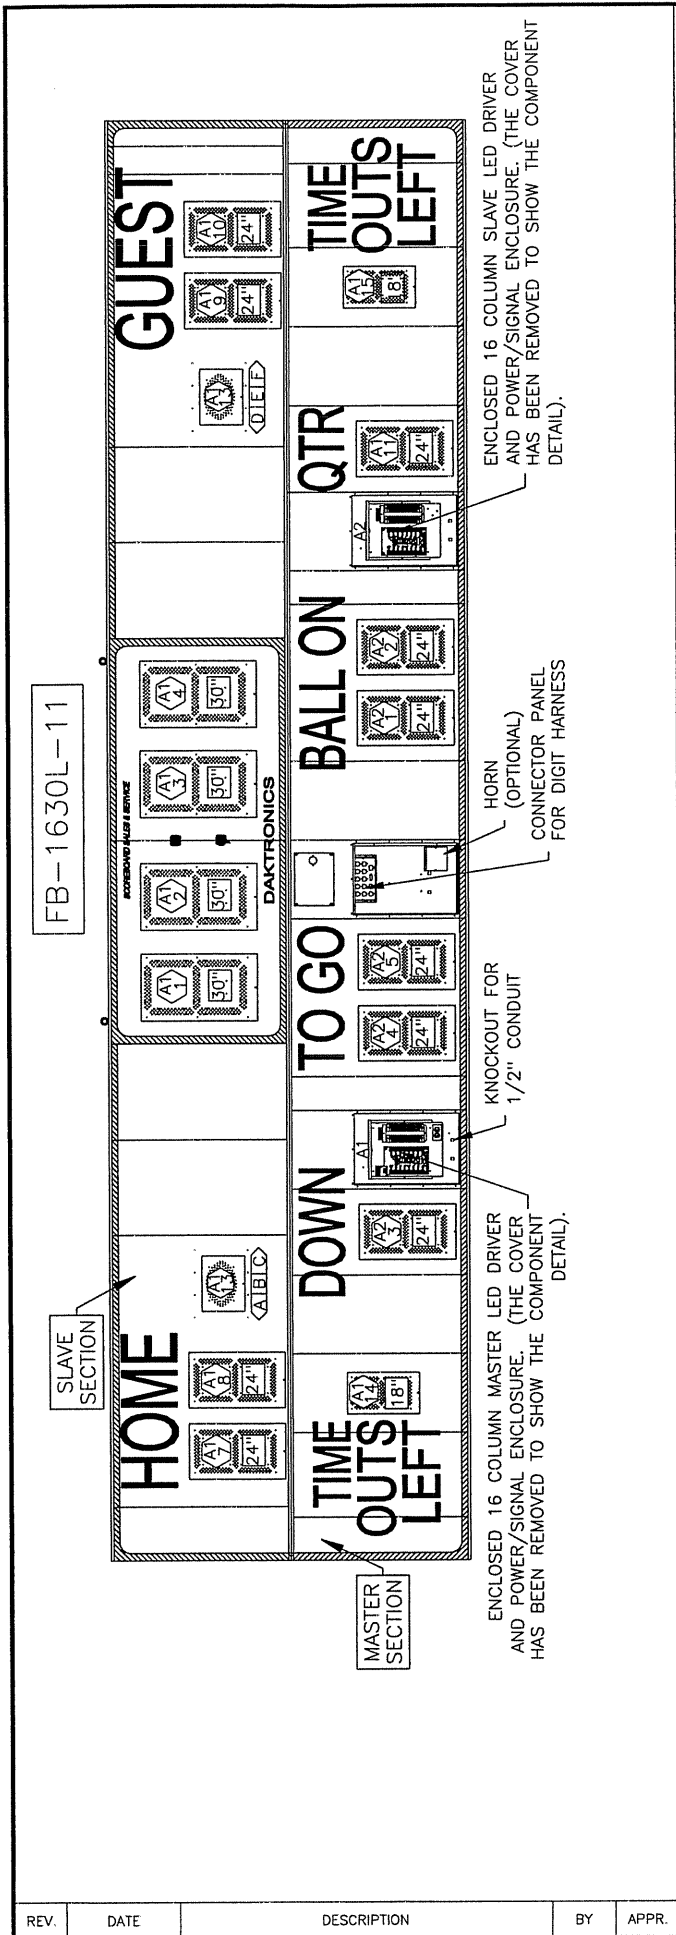 FB-1630L-11
SLAVE
SECTION
HOME
A1
7
24"
A1
8
24"
A1
13
A B C
A1
1
30"
A1
2
30"
A1
3
30"
A1
4
30"
SCOREBOARD SALES & SERVICE
DAKTRONICS
GUEST
A1
13
D E F
A1
9
24"
A1
10
24"
MASTER
SECTION
TIME
OUTS
LEFT
A1
14
18"
DOWN
A2
3
24"
A1
TO GO
A2
4
24"
A2
5
24"
BALL ON
A2
1
24"
A2
2
24"
A2
QTR
A1
11
24"
A1
15
18"
TIME
OUTS
LEFT
ENCLOSED 16 COLUMN MASTER LED DRIVER
AND POWER/SIGNAL ENCLOSURE. (THE COVER
HAS BEEN REMOVED TO SHOW THE COMPONENT
DETAIL).
KNOCKOUT FOR
1/2" CONDUIT
HORN
(OPTIONAL)
CONNECTOR PANEL
FOR DIGIT HARNESS
ENCLOSED 16 COLUMN SLAVE LED DRIVER
AND POWER/SIGNAL ENCLOSURE. (THE COVER
HAS BEEN REMOVED TO SHOW THE COMPONENT
DETAIL).
REV. DATE DESCRIPTION BY APPR.